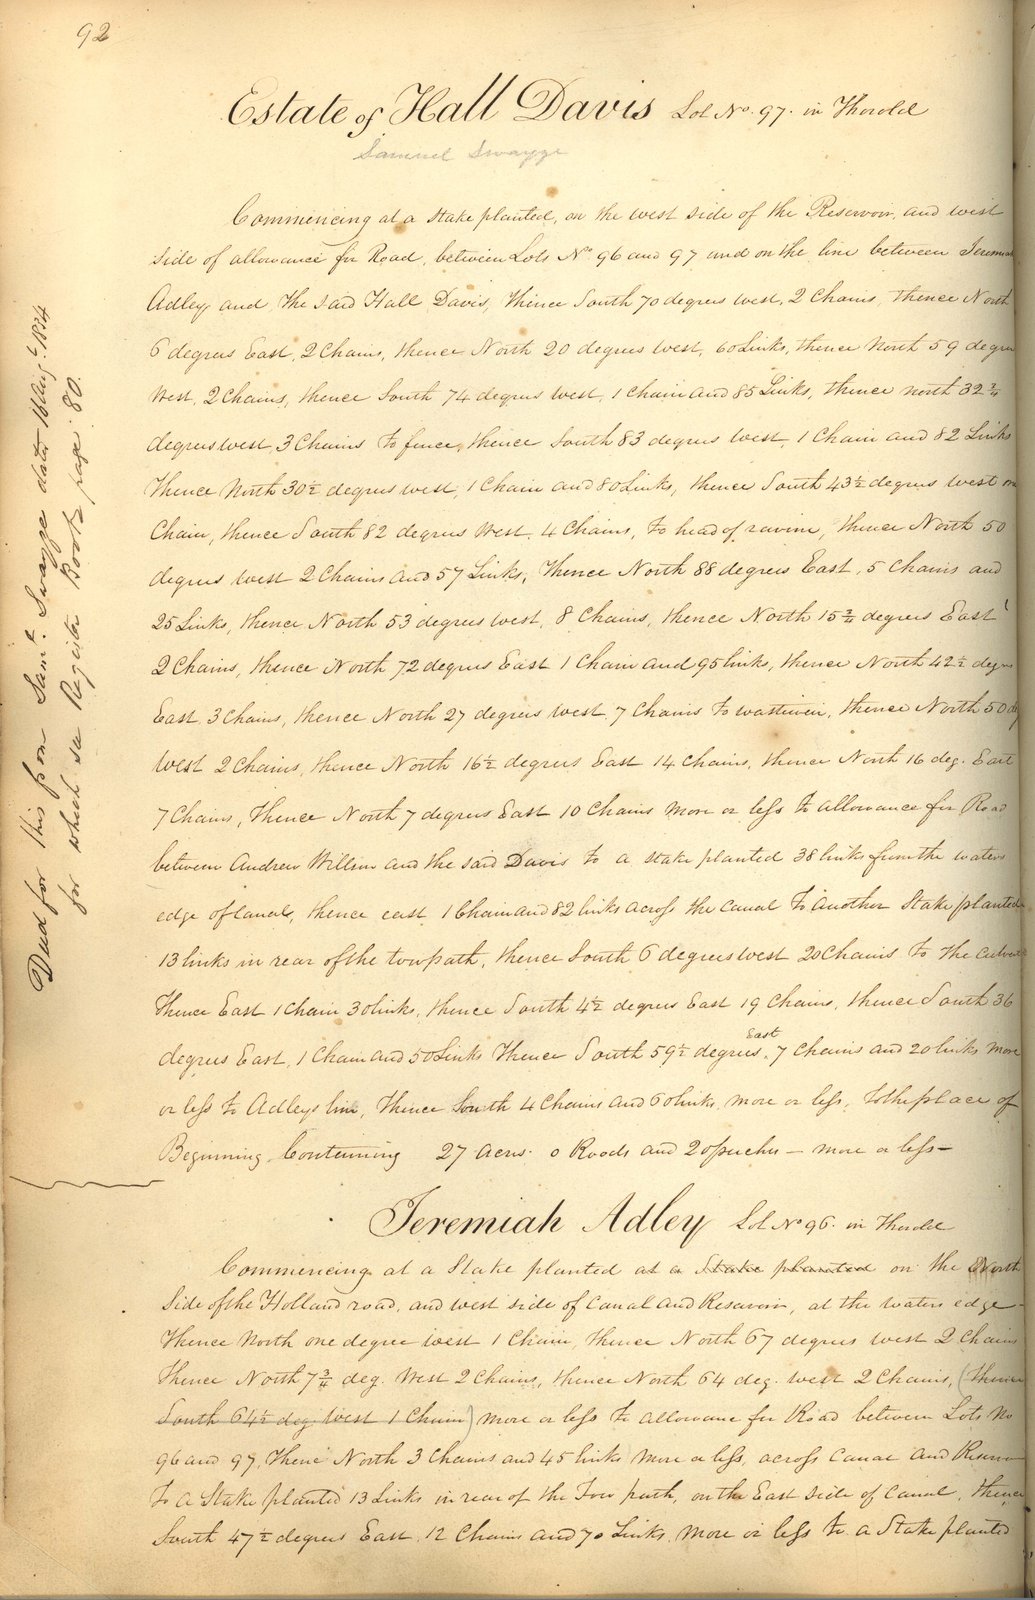 92
Estate of Hall Davis Lot No. 97. in Thorold
Samuel Swayze
Commencing at a stake planted, on the west side of the Reservoir, and west
side of allowance for Road, between Lots No. 96 and 97 and on the line between Jeremiah
Adley and the said Hall Davis, thence South 70 degrees west, 2 Chains, thence North
6 degrees East, 2 Chains, thence North 20 degrees west, 60 Links, thence North 59 degrees
West, 2 Chains, thence South 74 degrees west, 1 Chain and 85 Links, thence north 32 3/4
degrees west, 3 Chains to fence, thence South 83 degrees West, 1 Chain and 82 Links
Thence North 30 1/2 degrees west, 1 Chain and 80 Links, thence South 43 1/2 degrees west one
Chain, thence South 82 degrees West, 4 Chains, to head of ravine, thence North 50
degrees west 2 Chains and 57 Links, thence North 88 degrees East, 5 Chains and
25 Links, thence North 53 degrees west, 8 Chains, thence North 15 degrees East
2 Chains, thence North 72 degrees East 1 Chain and 95 links, thence North 42 1/2 degrees
East, 3 Chains, thence North 27 degrees west, 7 Chains to , thence North 50 deg
West 2 Chains, thence North 16 1/2 degrees East 14 Chains, thence North 16 deg. East
7 Chains, thence North 7 degrees East 10 Chains more or less to allowance for Road
between Andrew Willson and the said Davis to a stake planted 38 links from the waters
edge of Canal, thence east 1 Chain and 82 links across the canal to another Stake planted
13 links in rear of the towpath, thence South 6 degrees west 20 Chains to the culvert
Thence East 1 Chain 30 links, thence South 4 1/2 degrees East 19 Chains, thence South 36
degrees East, 1 Chain and 50 Links Thence South 59 1/2 degrees East, 7 Chains and 20 links more
or less to Adleys line, Thence South 4 Chains and 60 links, more or less, to the place of
Beginning, Containing 27 acres 0 Roods and 20 perches — more or less —
Deed for this from Saml. Swayze dated 16 Augt. 1834
for which see Register Book page 80.
Jeremiah Adley Lot No 96. in Thorold
Commencing at a Stake planted at a Stake planted on the North
side of the Holland road, and west side of Canal and Reservoir, at the waters edge
Thence North one degree west 1 Chain, thence North 67 degrees west 2 Chains
Thence North 7 3/4 deg. West 2 Chains, thence North 64 deg. west 2 Chains, (thence
South 64 1/2 deg. West 1 Chain) more or less to allowance for Road between Lots No
96 and 97, Thence North 3 Chains and 45 links more or less, across Canal and Reservoir
To a Stake planted 13 Links in rear of the Tow path, on the East side of Canal, thence
South 47 1/2 degrees East, 12 Chains and 70 Links more or less to a Stake planted